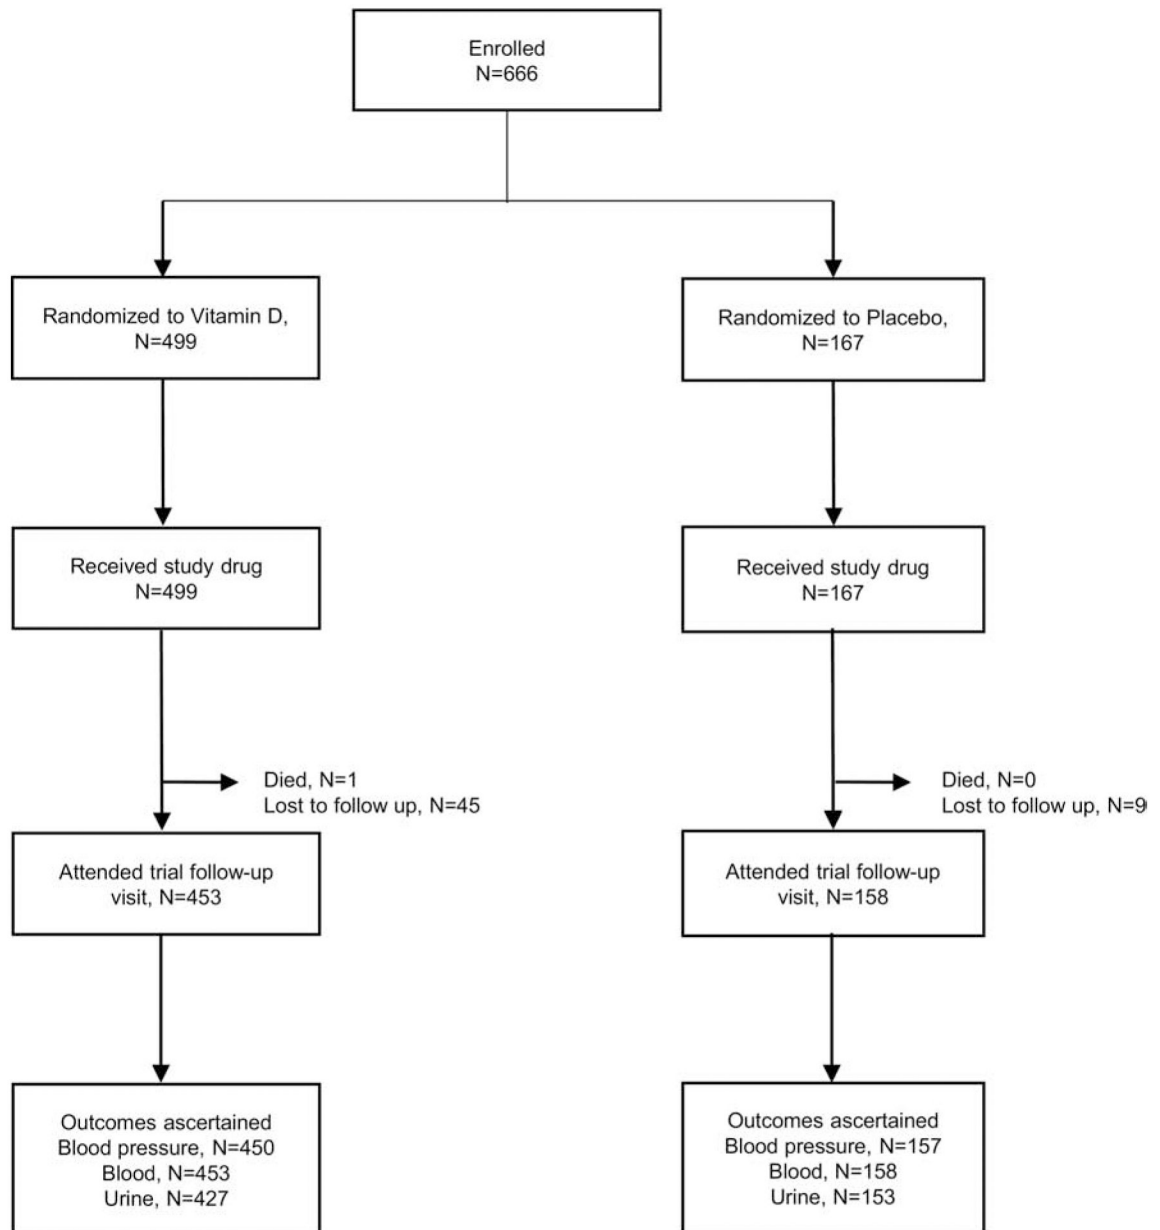 Enrolled
N=666
Randomized to Vitamin D,
N=499
Randomized to Placebo,
N=167
Received study drug
N=499
Received study drug
N=167
Died, N=1
Lost to follow up, N=45
Died, N=0
Lost to follow up, N=9
Attended trial follow-up
visit, N=453
Attended trial follow-up
visit, N=158
Outcomes ascertained
Blood pressure, N=450
Blood, N=453
Urine, N=427
Outcomes ascertained
Blood pressure, N=157
Blood, N=158
Urine, N=153